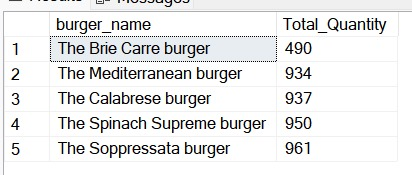 Results Messages
burger_name Total_Quantity
1 The Brie Carre burger 490
2 The Mediterranean burger 934
3 The Calabrese burger 937
4 The Spinach Supreme burger 950
5 The Soppressata burger 961